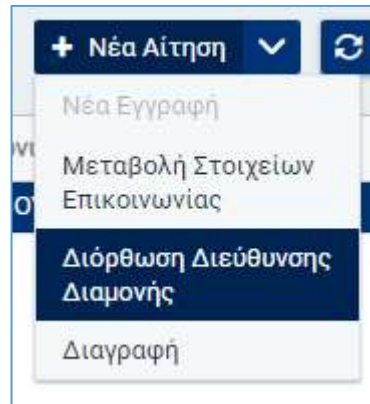 + Νέα Αίτηση
Νέα Εγγραφή
Μεταβολή Στοιχείων
Επικοινωνίας
Διόρθωση Διεύθυνσης
Διαμονής
Διαγραφή